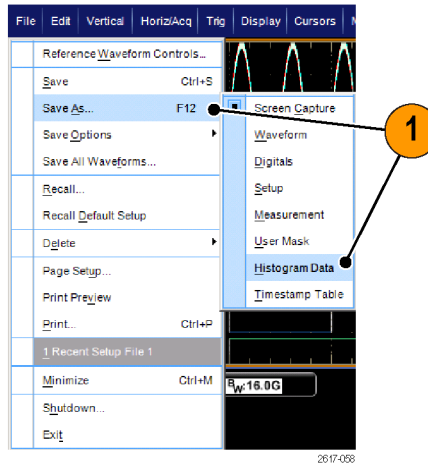 File Edit Vertical Horiz/Acq Trig Display Cursors
Reference Waveform Controls...
Save Ctrl+S
Save As... F12
Save Options
Save All Waveforms...
Recall...
Recall Default Setup
Delete
Page Setup...
Print Preview
Print... Ctrl+P
1 Recent Setup File 1
Minimize Ctrl+M
Shutdown...
Exit
Screen Capture
Waveform
Digitals
Setup
Measurement
User Mask
Histogram Data
Timestamp Table
1
BW:16.0G
2617-058